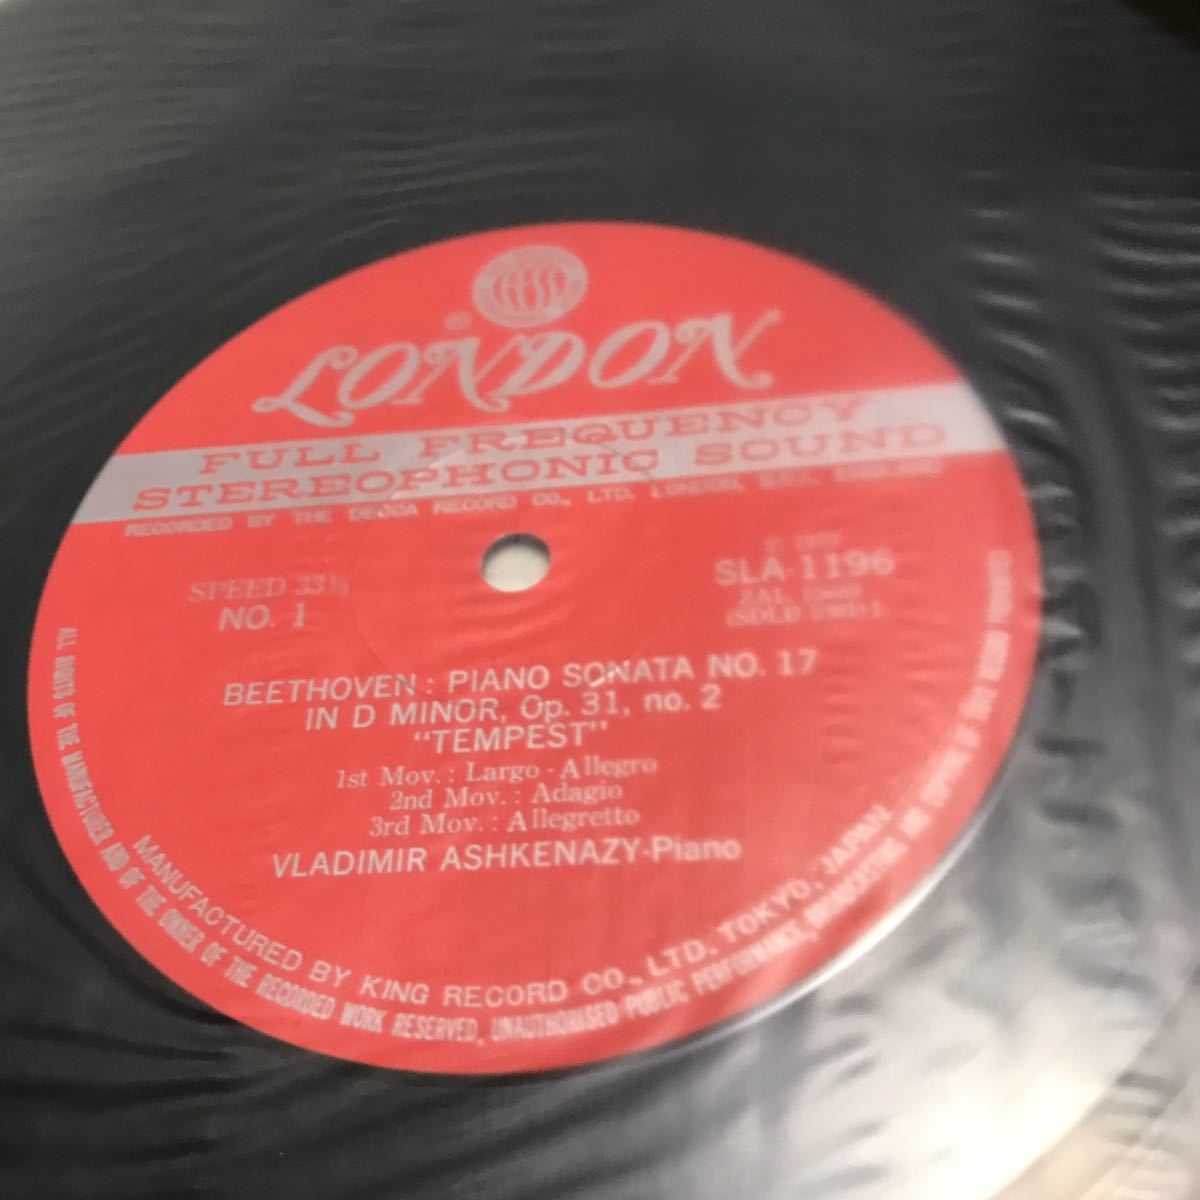 LONDON
FULL FREQUENCY
STEREOPHONIC SOUND
RECORDED BY THE DECCA RECORD CO., LTD. LONDON,
SPEED 33⅓
NO. 1
SLA-1196
BEETHOVEN: PIANO SONATA NO. 17
IN D MINOR, Op. 31, no. 2
"TEMPEST"
1st Mov.: Largo-Allegro
2nd Mov.: Adagio
3rd Mov.: Allegretto
VLADIMIR ASHKENAZY-Piano
MANUFACTURED BY KING RECORD CO., LTD. TOKYO, JAPAN
ALL RIGHTS OF THE MANUFACTURER AND OF THE OWNER OF THE RECORDED WORK RESERVED, UNAUTHORISED PUBLIC PERFORMANCE, BROADCASTING AND COPYING OF THIS RECORD PROHIBITED